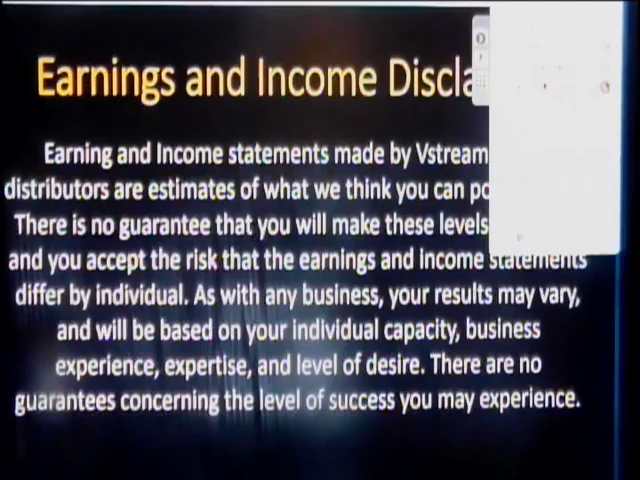 Earnings and Income Discla
Earning and Income statements made by Vstream
distributors are estimates of what we think you can po
There is no guarantee that you will make these levels
and you accept the risk that the earnings and income statements
differ by individual. As with any business, your results may vary,
and will be based on your individual capacity, business
experience, expertise, and level of desire. There are no
guarantees concerning the level of success you may experience.